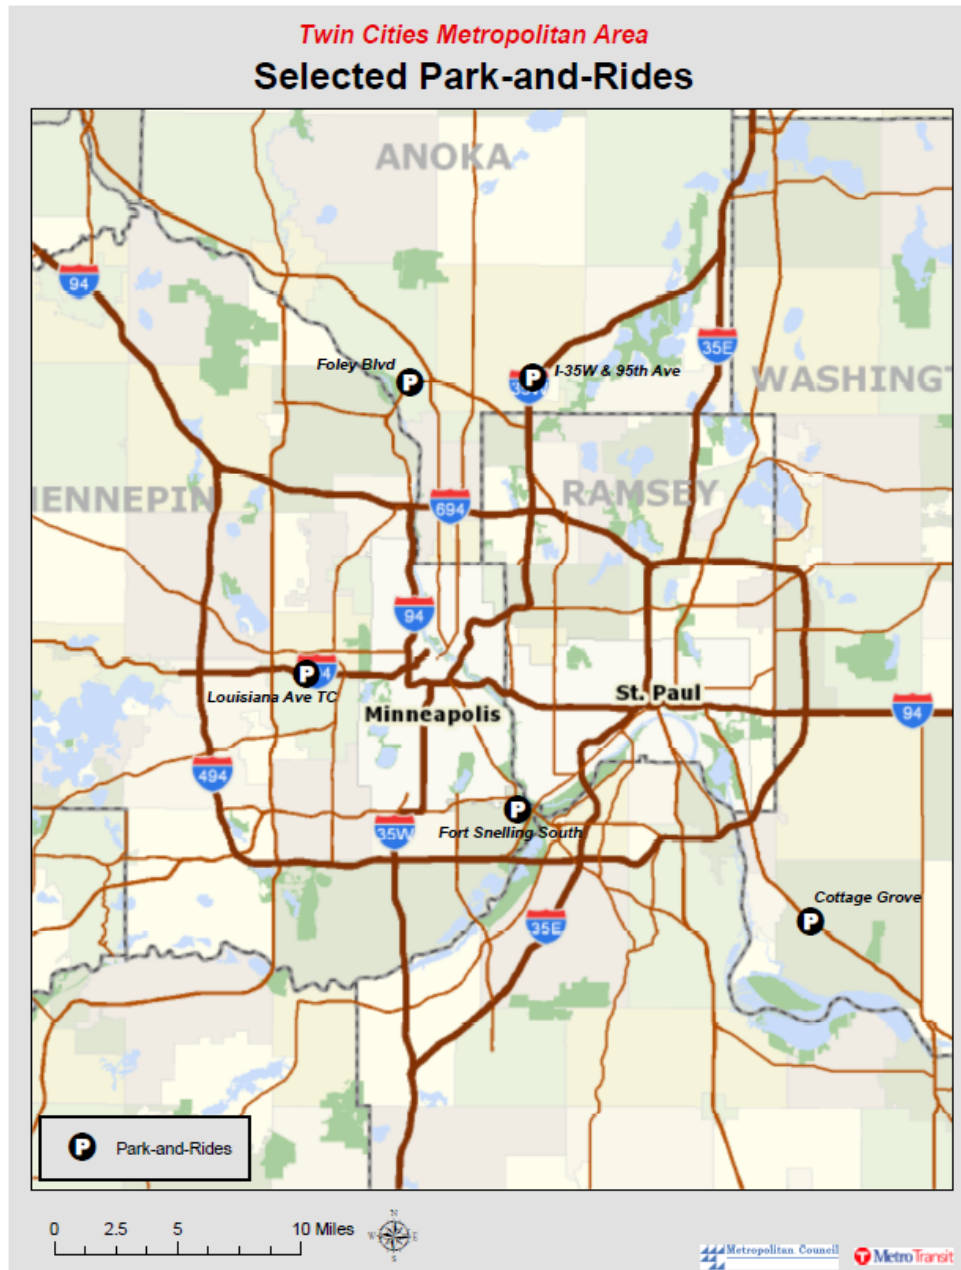 Twin Cities Metropolitan Area
Selected Park-and-Rides
ANOKA
94
Foley Blvd
P
P
I-35W & 95th Ave
35E
WASHINGT
HENNEPIN
694
RAMSEY
94
P
Louisiana Ave TC
Minneapolis
St. Paul
94
494
P
35W
Fort Snelling South
Cottage Grove
P
35E
P Park-and-Rides
0 2.5 5 10 Miles
N
W E
S
Metropolitan Council
T MetroTransit